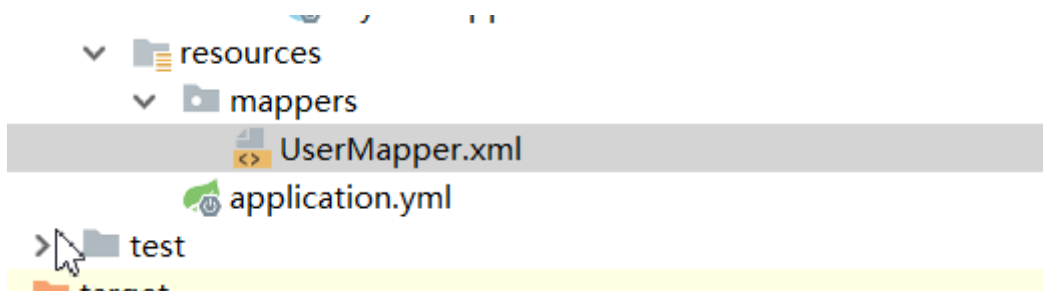 resources
mappers
UserMapper.xml
application.yml
test